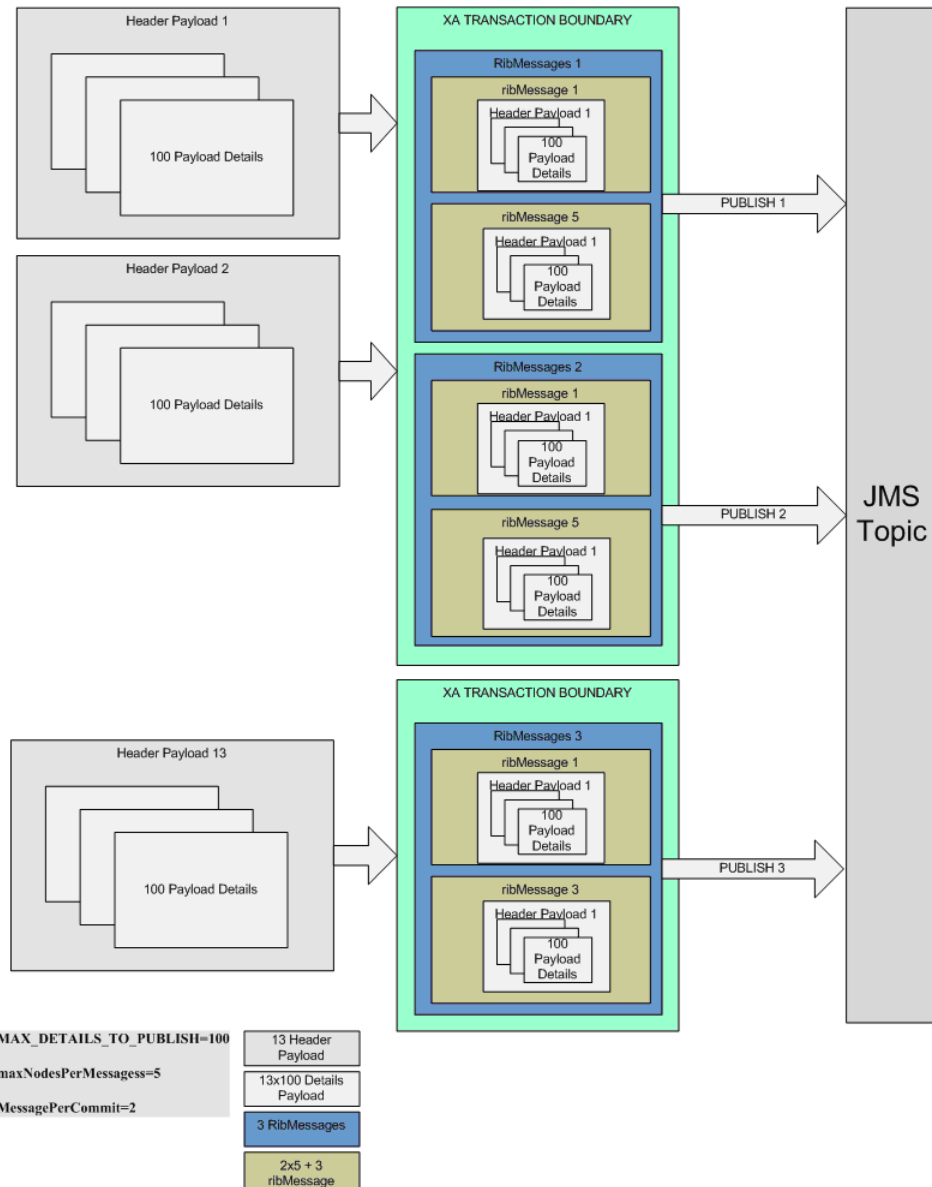 Header Payload 1
100 Payload Details
Header Payload 2
100 Payload Details
XA TRANSACTION BOUNDARY
RibMessages 1
ribMessage 1
Header Payload 1
100
Payload
Details
ribMessage 5
Header Payload 1
100
Payload
Details
RibMessages 2
ribMessage 1
Header Payload 1
100
Payload
Details
ribMessage 5
Header Payload 1
100
Payload
Details
PUBLISH 1
PUBLISH 2
JMS
Topic
Header Payload 13
100 Payload Details
XA TRANSACTION BOUNDARY
RibMessages 3
ribMessage 1
Header Payload 1
100
Payload
Details
ribMessage 3
Header Payload 1
100
Payload
Details
PUBLISH 3
MAX_DETAILS_TO_PUBLISH=100
maxNodesPerMessagess=5
MessagePerCommit=2
13 Header
Payload
13x100 Details
Payload
3 RibMessages
2x5 + 3
ribMessage